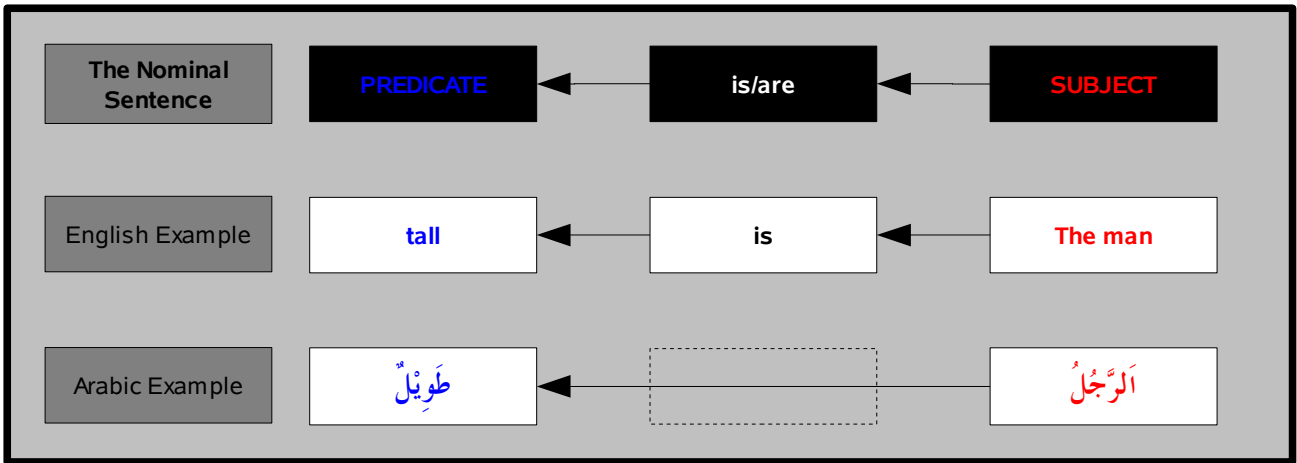 The Nominal
Sentence
PREDICATE
is/are
SUBJECT
English Example
tall
is
The man
Arabic Example
طَوِيْلٌ
اَلرَّجُلُ